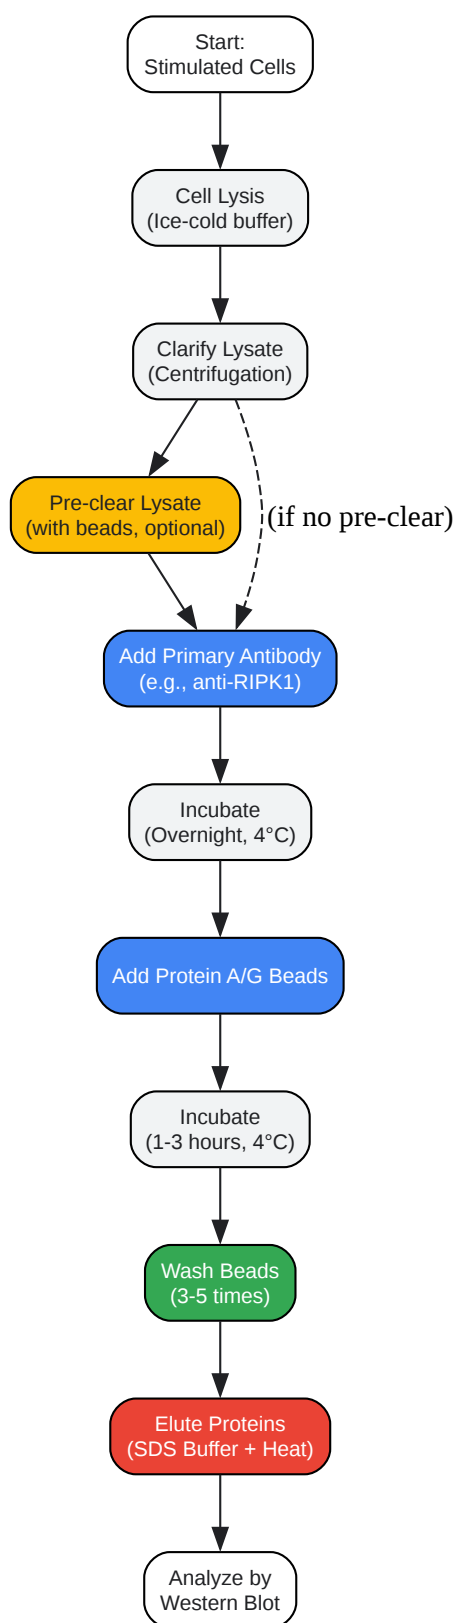 Start:
Stimulated Cells
Cell Lysis
(Ice-cold buffer)
Clarify Lysate
(Centrifugation)
Pre-clear Lysate
(with beads, optional)
(if no pre-clear)
Add Primary Antibody
(e.g., anti-RIPK1)
Incubate
(Overnight, 4°C)
Add Protein A/G Beads
Incubate
(1-3 hours, 4°C)
Wash Beads
(3-5 times)
Elute Proteins
(SDS Buffer + Heat)
Analyze by
Western Blot